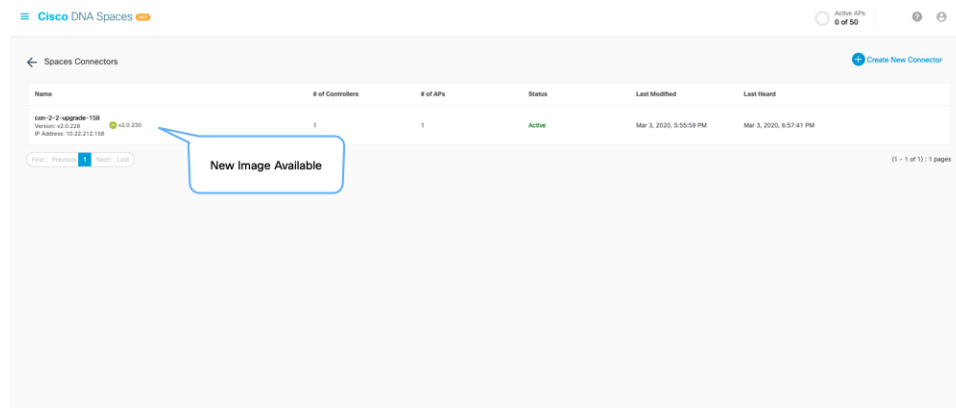 Cisco DNA Spaces
Active APs
0 of 50
Spaces Connectors
Create New Connector
Name # of Controllers # of APs Status Last Modified Last Heard
con-2-2-upgrade-158
Version: v2.0.228 v2.0.230
IP Address: 10.22.212.158
1 1 Active Mar 3, 2020, 5:55:59 PM Mar 3, 2020, 6:57:41 PM
First Previous 1 Next Last
(1 - 1 of 1) : 1 pages
New Image Available